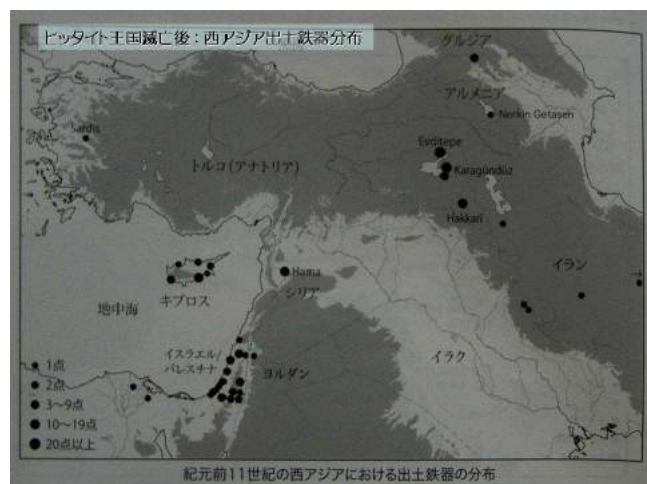 ヒッタイト王国滅亡後:西アジア出土鉄器分布
グルジア
アルメニア
Nerkin Getasen
Sardis
Evditepe
トルコ(アナトリア)
Karagündüz
Hakkari
イラン
Hama
シリア
キプロス
地中海
イスラエル/
パレスチナ
ヨルダン
イラク
1点
2点
3〜9点
10〜19点
20点以上
紀元前11世紀の西アジアにおける出土鉄器の分布